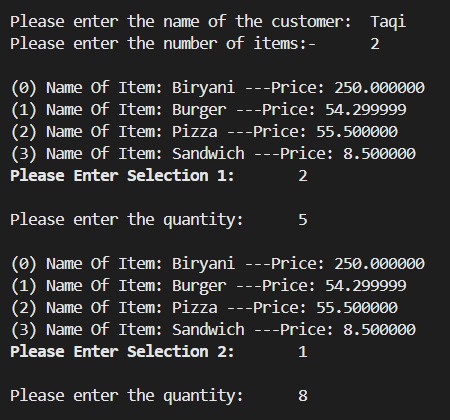 Please enter the name of the customer: Taqi
Please enter the number of items:- 2
(0) Name Of Item: Biryani ---Price: 250.000000
(1) Name Of Item: Burger ---Price: 54.299999
(2) Name Of Item: Pizza ---Price: 55.500000
(3) Name Of Item: Sandwich ---Price: 8.500000
Please Enter Selection 1: 2
Please enter the quantity: 5
(0) Name Of Item: Biryani ---Price: 250.000000
(1) Name Of Item: Burger ---Price: 54.299999
(2) Name Of Item: Pizza ---Price: 55.500000
(3) Name Of Item: Sandwich ---Price: 8.500000
Please Enter Selection 2: 1
Please enter the quantity: 8